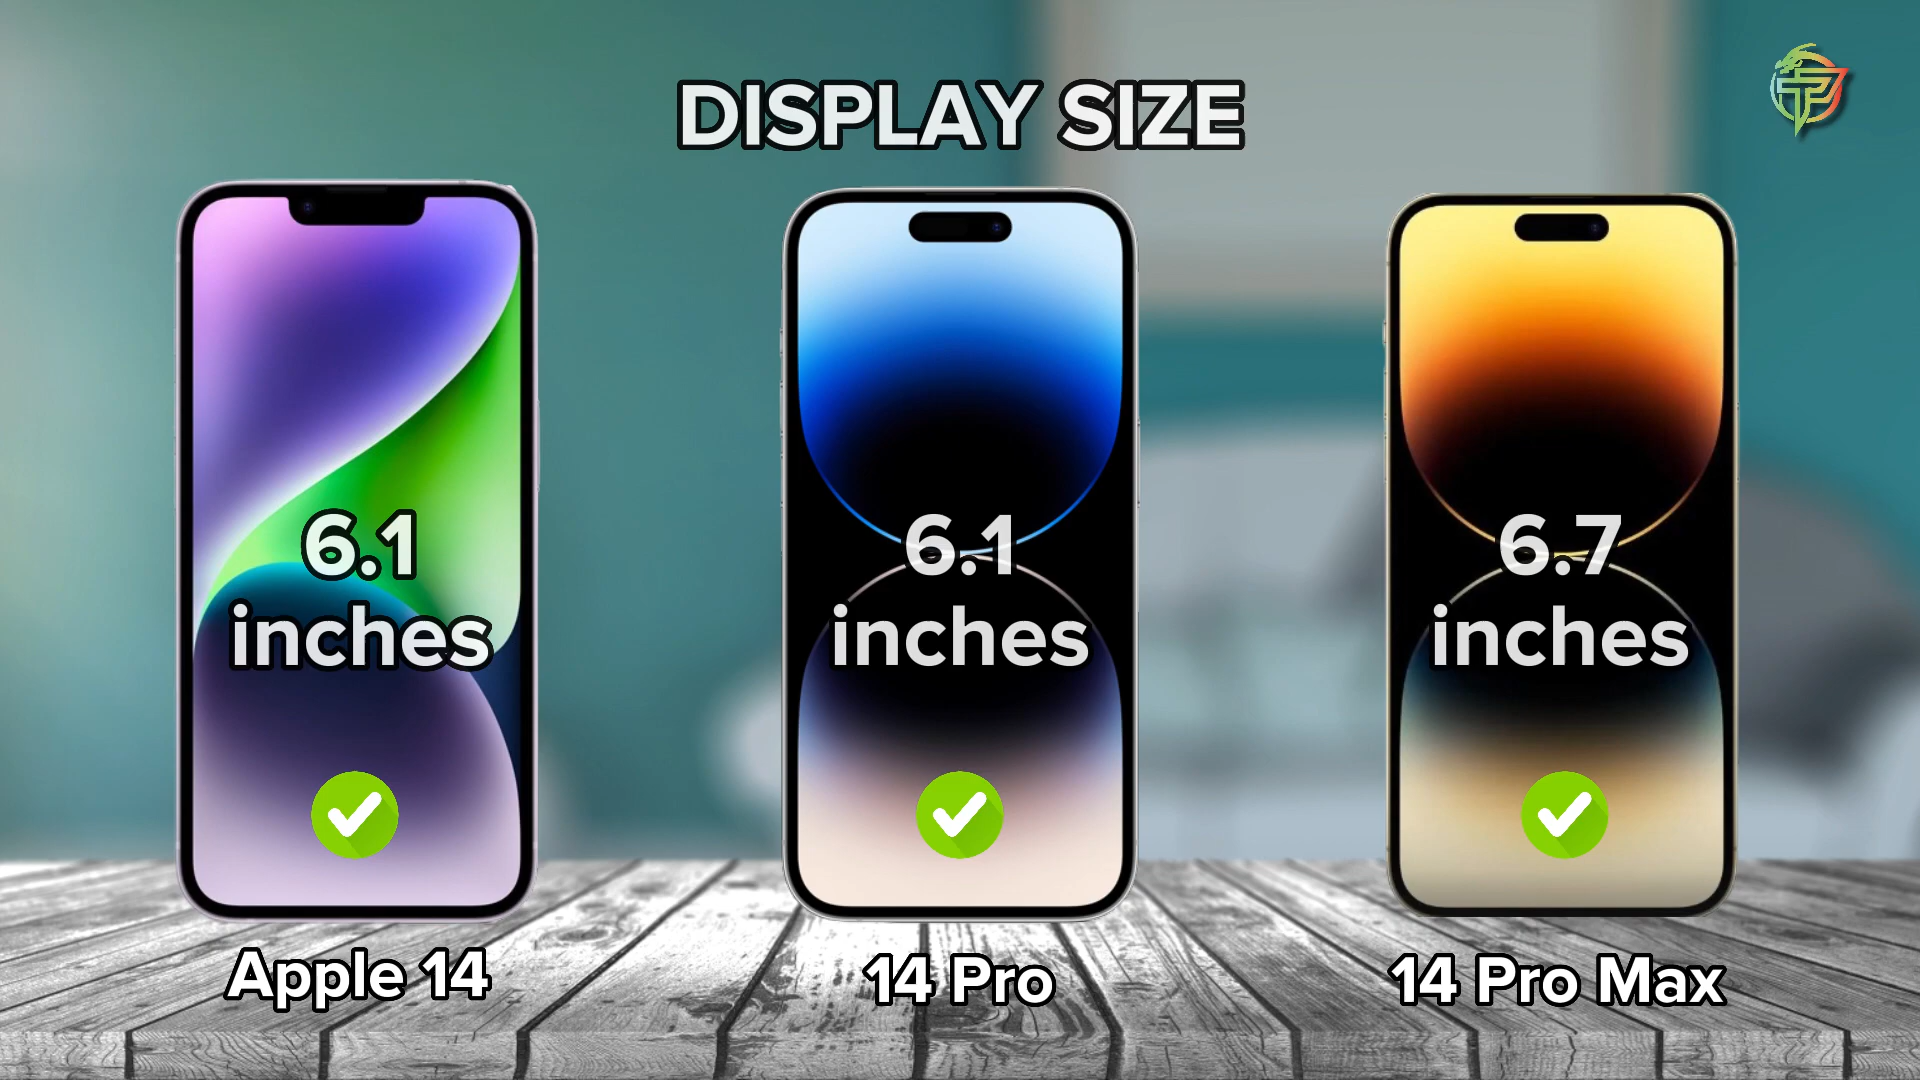 DISPLAY SIZE
6.1
inches
6.1
inches
6.7
inches
Apple 14
14 Pro
14 Pro Max